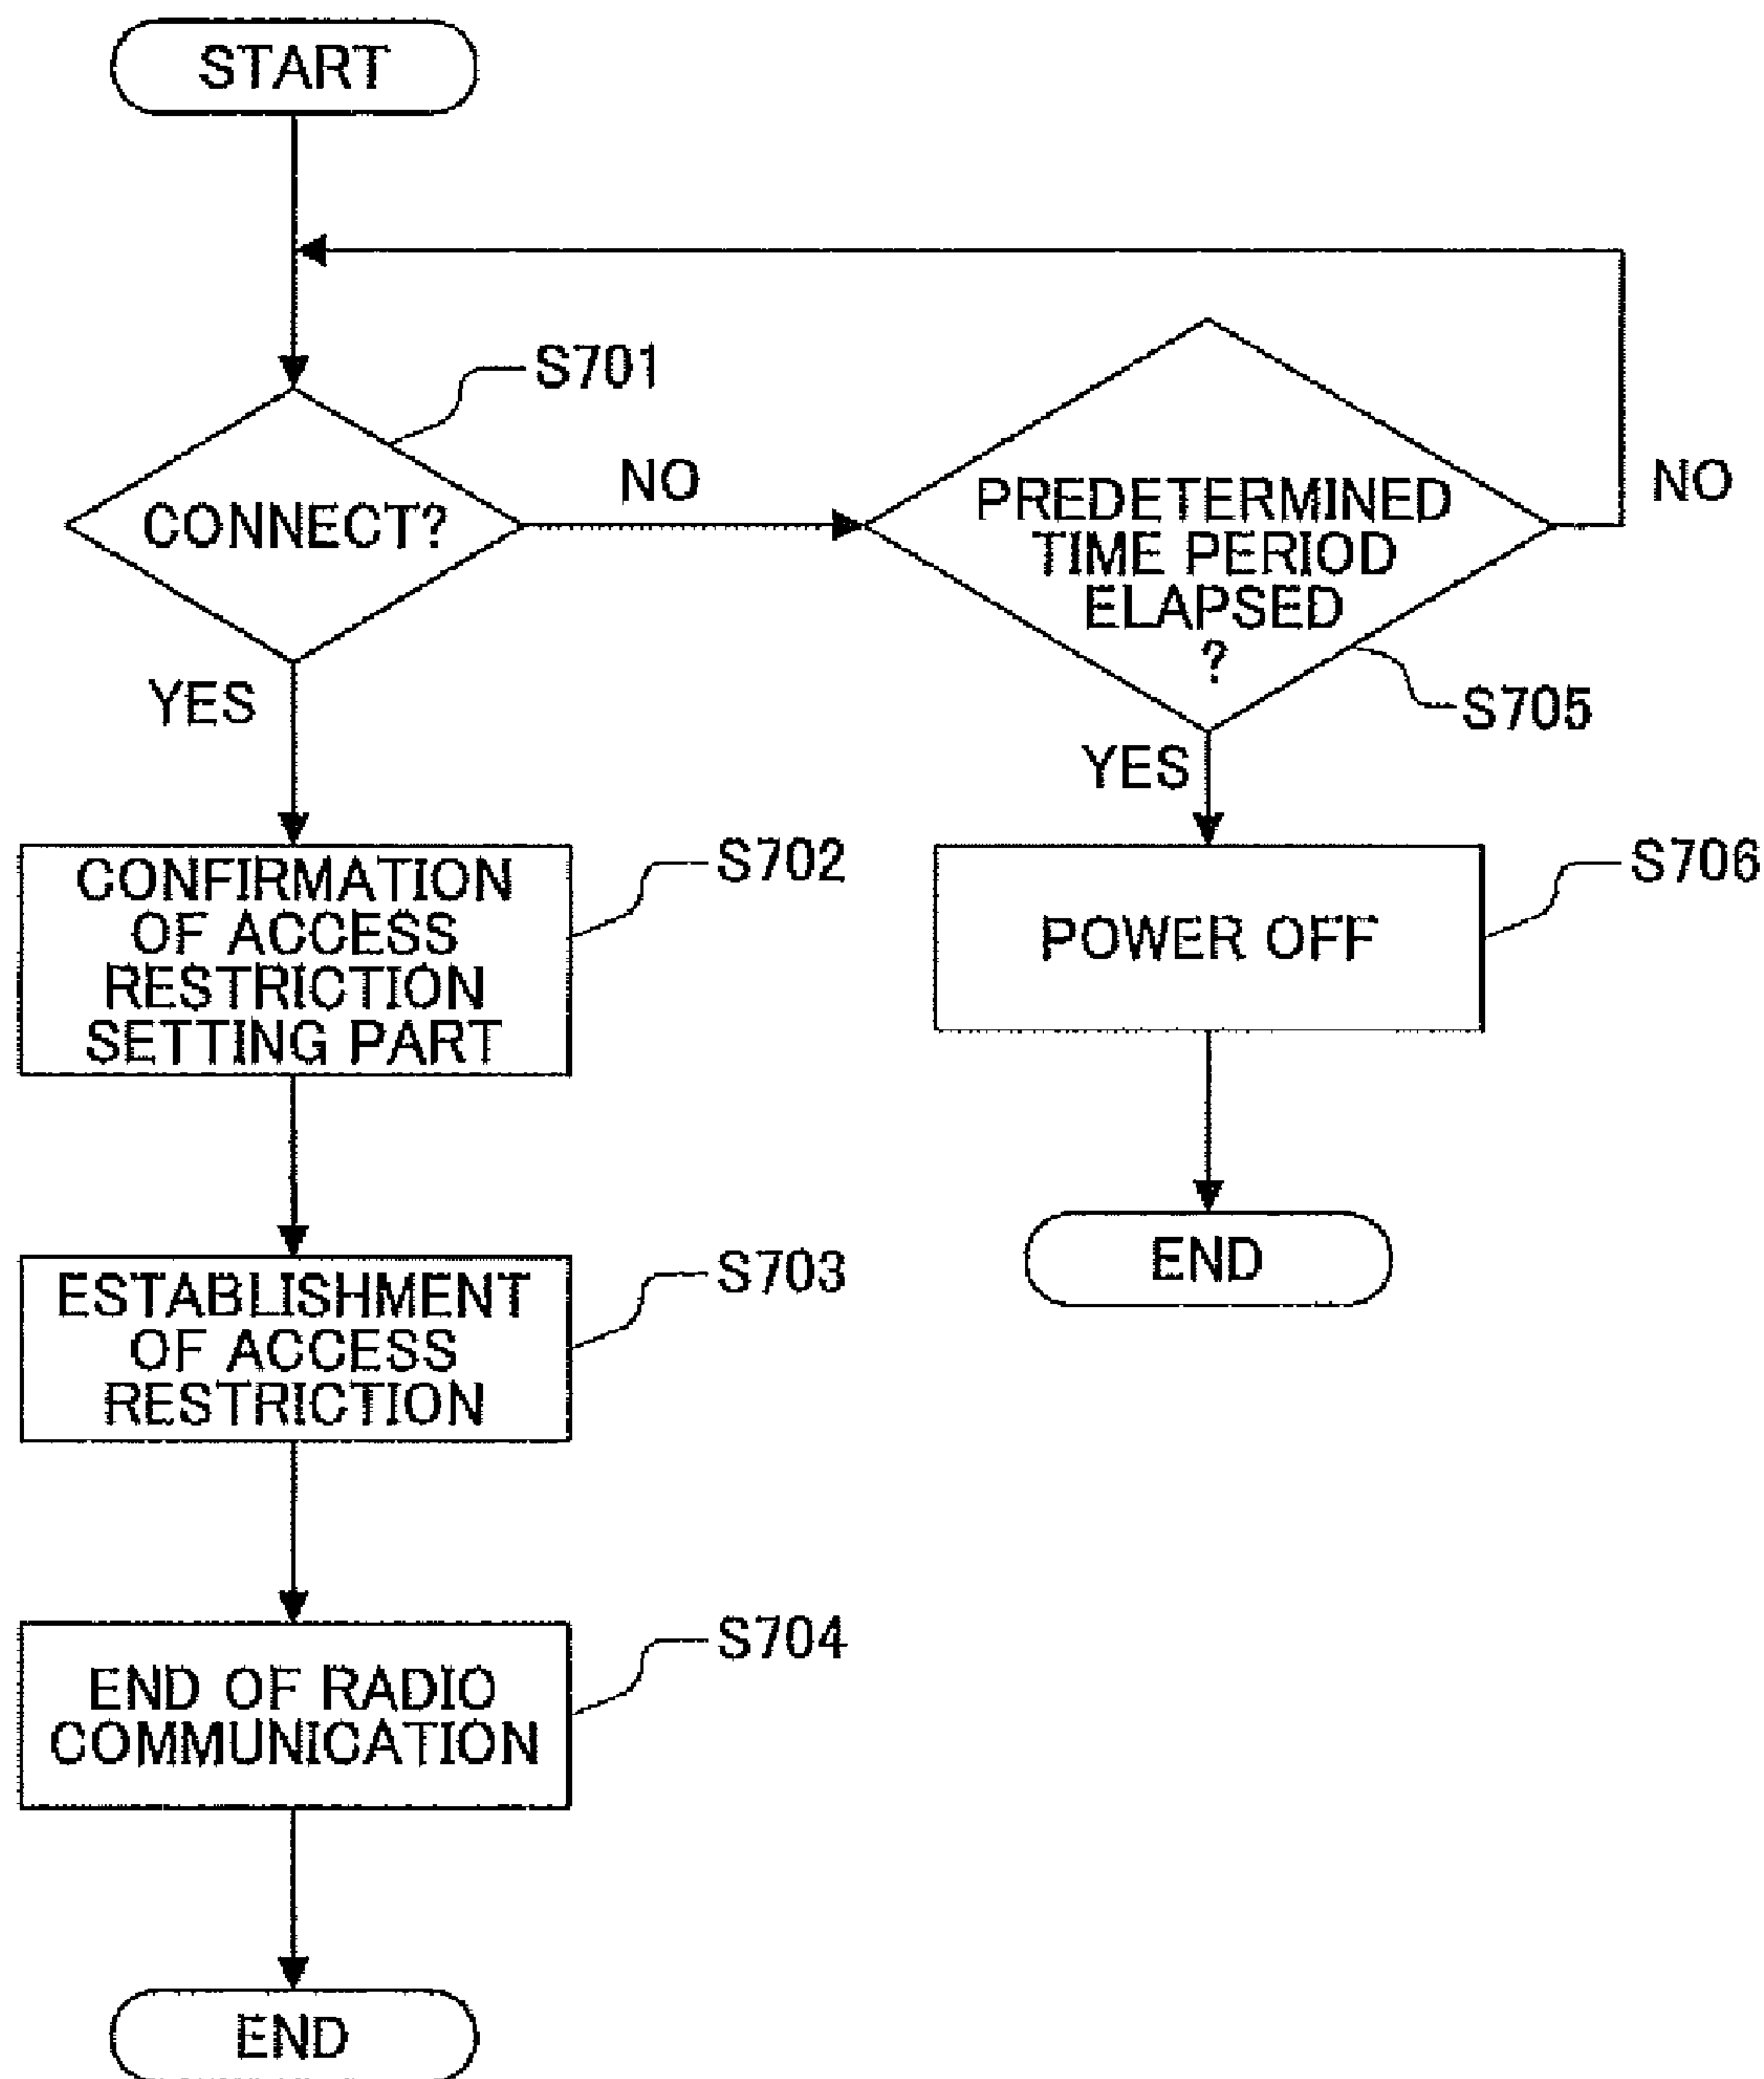 START
S701
CONNECT?
NO
PREDETERMINED
TIME PERIOD
ELAPSED
?
NO
S705
YES
YES
CONFIRMATION
OF ACCESS
RESTRICTION
SETTING PART
S702
POWER OFF
S706
ESTABLISHMENT
OF ACCESS
RESTRICTION
S703
END
END OF RADIO
COMMUNICATION
S704
END